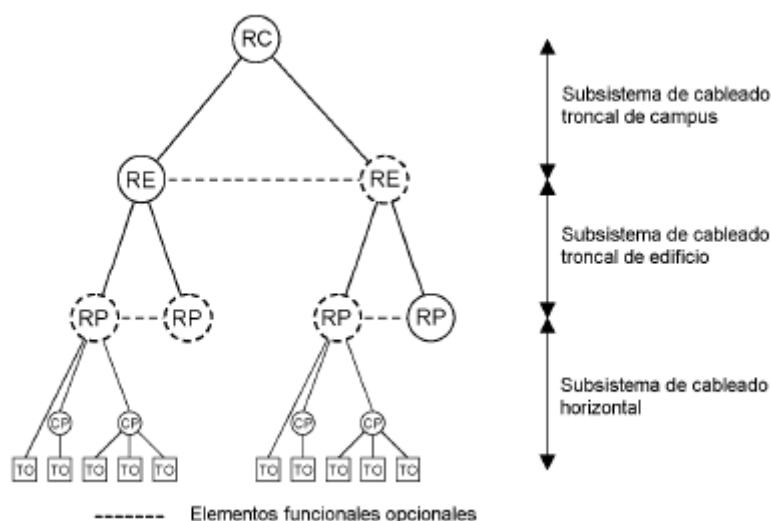 RC
Subsistema de cableado
troncal de campus
RE
RE
Subsistema de cableado
troncal de edificio
RP
RP
RP
RP
Subsistema de cableado
horizontal
CP
CP
CP
CP
TO
TO
TO
TO
TO
TO
TO
TO
TO
TO
Elementos funcionales opcionales